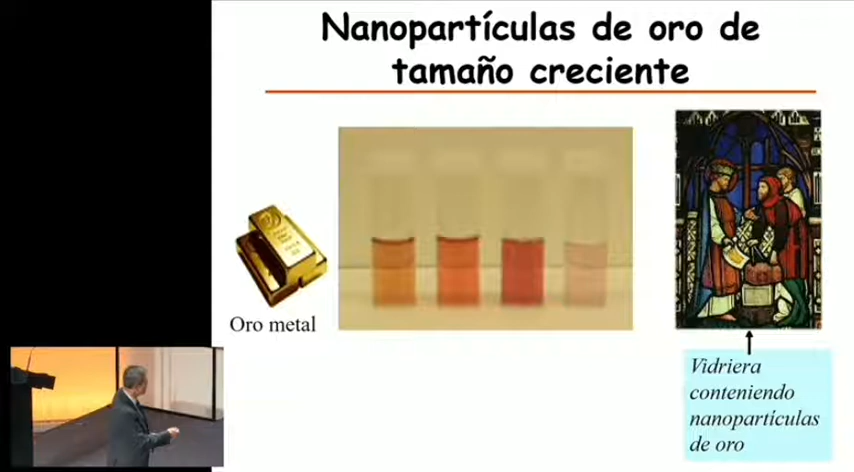 Nanopartículas de oro de
tamaño creciente
Oro metal
Vidriera
conteniendo
nanopartículas
de oro